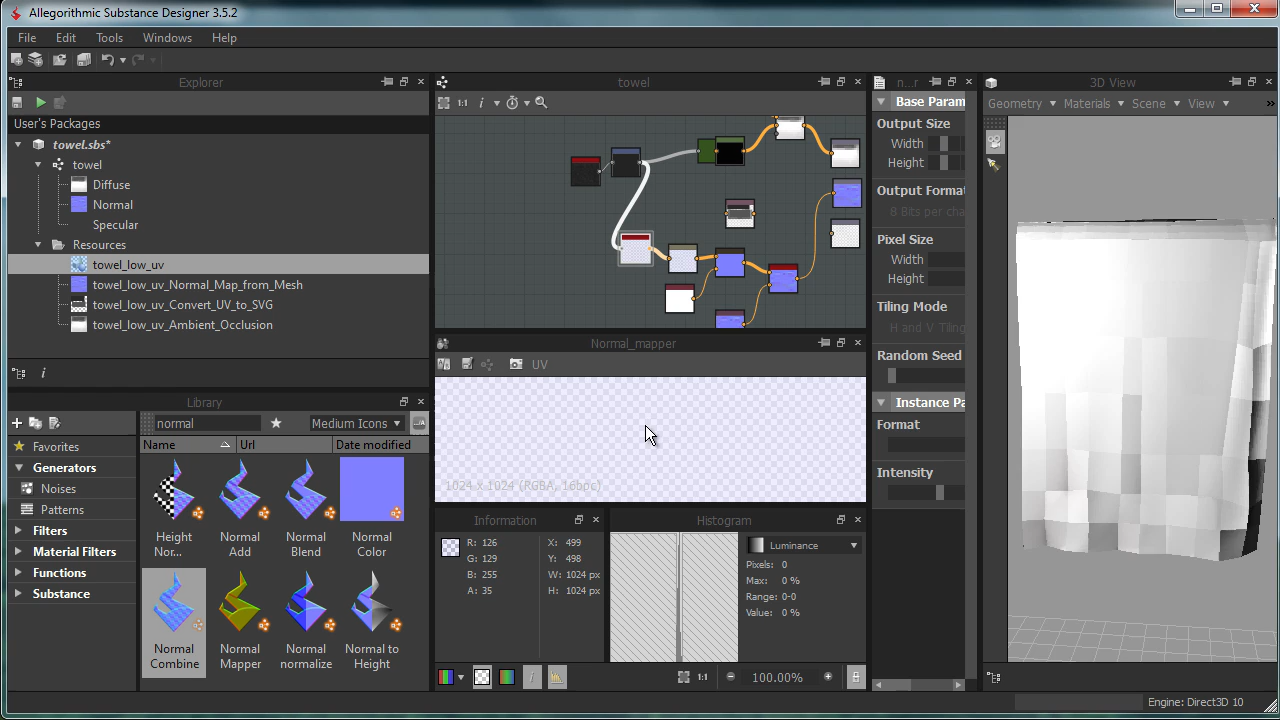 Allegorithmic Substance Designer 3.5.2
File Edit Tools Windows Help
Explorer
User's Packages
towel.sbs*
towel
Diffuse
Normal
Specular
Resources
towel_low_uv
towel_low_uv_Normal_Map_from_Mesh
towel_low_uv_Convert_UV_to_SVG
towel_low_uv_Ambient_Occlusion
i
Library
normal
Medium Icons
Name Url Date modified
Favorites
Generators
Noises
Patterns
Filters
Material Filters
Functions
Substance
Height Nor...
Normal Add
Normal Blend
Normal Color
Normal Combine
Normal Mapper
Normal normalize
Normal to Height
towel
1:1 i
Normal_mapper
UV
1024 x 1024 (RGBA, 16bpc)
Information
R: 126 X: 499
G: 129 Y: 498
B: 255 W: 1024 px
A: 35 H: 1024 px
Histogram
Luminance
Pixels: 0
Max: 0 %
Range: 0-0
Value: 0 %
1:1 100.00%
n...r
Base Param
Output Size
Width
Height
Output Forma
8 Bits per cha
Pixel Size
Width
Height
Tiling Mode
H and V Tiling
Random Seed
Instance Pa
Format
Intensity
3D View
Geometry Materials Scene View
Engine: Direct3D 10